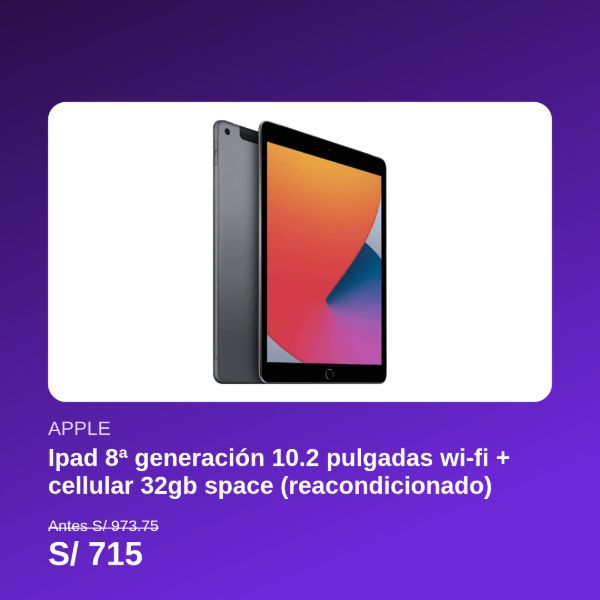 APPLE
Ipad 8ª generación 10.2 pulgadas wi-fi +
cellular 32gb space (reacondicionado)
Antes S/ 973.75
S/ 715